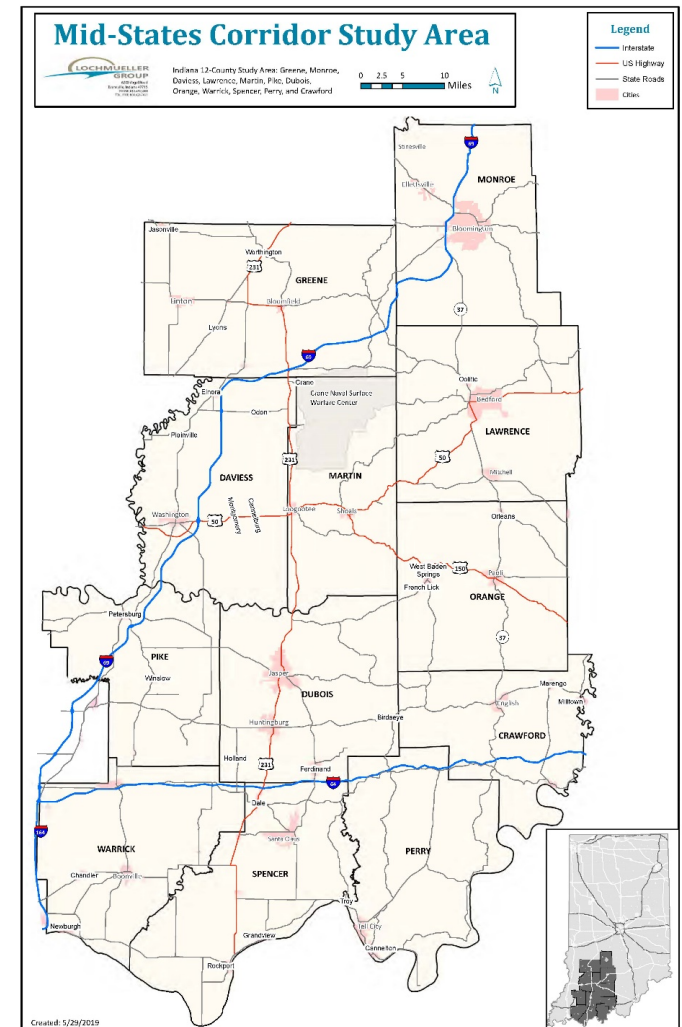 Mid-States Corridor Study Area
LOCHMUELLER
GROUP
Indiana 12-County Study Area: Greene, Monroe,
Daviess, Lawrence, Martin, Pike, Dubois,
Orange, Warrick, Spencer, Perry, and Crawford
0 2.5 5 10
Miles
N
Legend
Interstate
US Highway
State Roads
Cities
Stinesville
69
Ellettsville
MONROE
Bloomington
Jasonville
Worthington
231
GREENE
Linton
Bloomfield
37
Lyons
69
Oolitic
Elnora
Crane
Crane Naval Surface
Warfare Center
Bedford
Odon
Plainville
LAWRENCE
231
50
DAVIESS
MARTIN
Mitchell
Washington
50
Montgomery
Cannelburg
Loogootee
Shoals
Orleans
West Baden
Springs
150
Paoli
French Lick
ORANGE
Petersburg
37
69
PIKE
Winslow
Jasper
DUBOIS
Marengo
Milltown
English
Huntingburg
Birdseye
CRAWFORD
Holland
231
Ferdinand
64
Dale
164
WARRICK
Santa Claus
PERRY
Chandler
Boonville
SPENCER
Troy
Tell City
Newburgh
Grandview
Cannelton
Rockport
Created: 5/29/2019